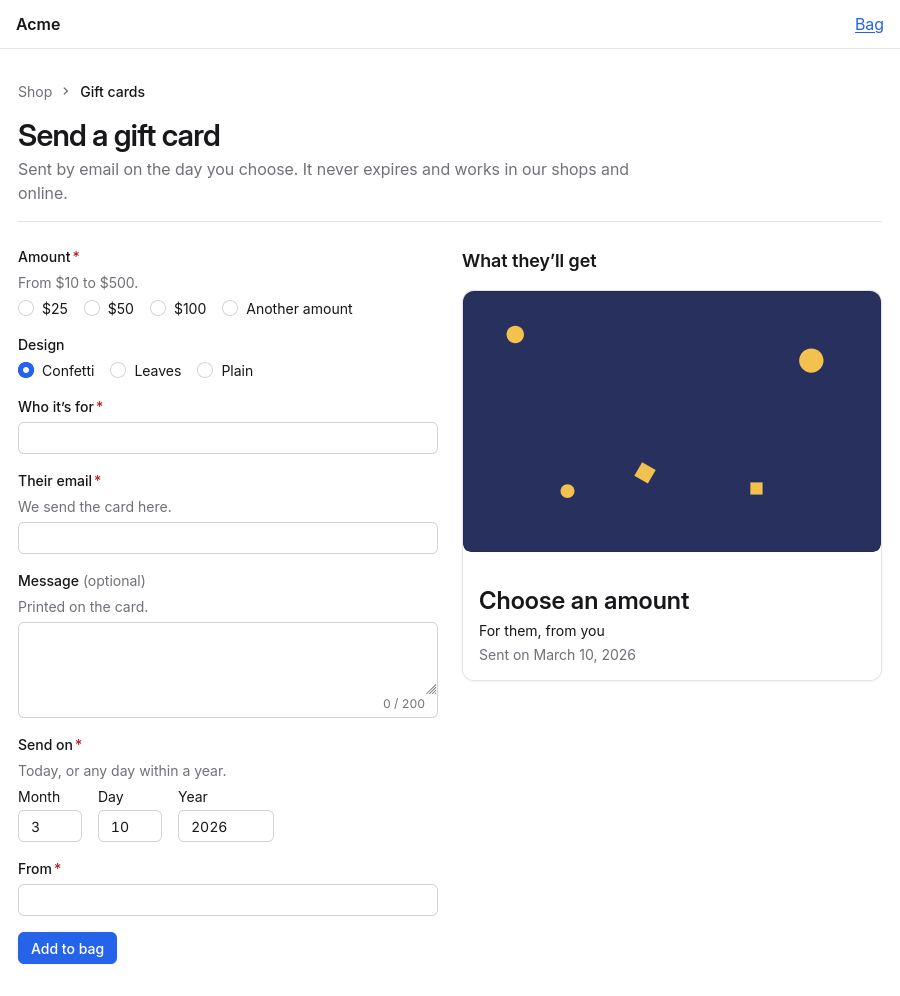 Acme
Bag
Shop
Gift cards
Send a gift card
Sent by email on the day you choose. It never expires and works in our shops and
online.
Amount *
From $10 to $500.
$25
$50
$100
Another amount
Design
Confetti
Leaves
Plain
Who it’s for *
Their email *
We send the card here.
Message (optional)
Printed on the card.
0 / 200
Send on *
Today, or any day within a year.
Month
Day
Year
3
10
2026
From *
Add to bag
What they’ll get
Choose an amount
For them, from you
Sent on March 10, 2026